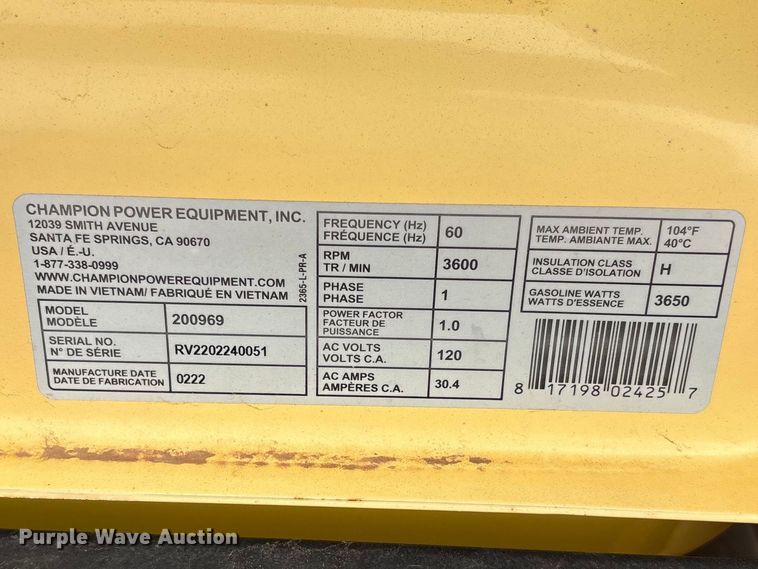 CHAMPION POWER EQUIPMENT, INC.
12039 SMITH AVENUE
SANTA FE SPRINGS, CA 90670
USA / É.-U.
1-877-338-0999
WWW.CHAMPIONPOWEREQUIPMENT.COM
MADE IN VIETNAM/ FABRIQUÉ EN VIETNAM
2365-L-PR-A
MODEL
MODÈLE
200969
SERIAL NO.
N° DE SÉRIE
RV2202240051
MANUFACTURE DATE
DATE DE FABRICATION
0222
FREQUENCY (Hz)
FRÉQUENCE (Hz)
60
RPM
TR / MIN
3600
PHASE
PHASE
1
POWER FACTOR
FACTEUR DE
PUISSANCE
1.0
AC VOLTS
VOLTS C.A.
120
AC AMPS
AMPÈRES C.A.
30.4
MAX AMBIENT TEMP.
TEMP. AMBIANTE MAX.
104°F
40°C
INSULATION CLASS
CLASSE D'ISOLATION
H
GASOLINE WATTS
WATTS D'ESSENCE
3650
8 17198 02425 7
Purple Wave Auction